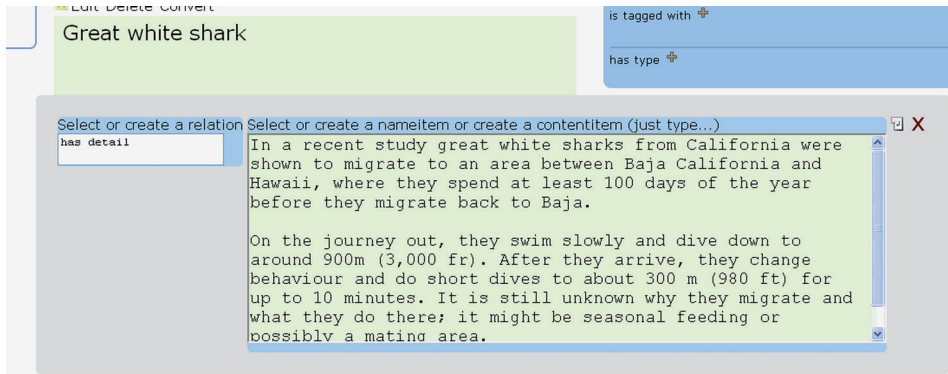 Edit Delete Convert
Great white shark
is tagged with
has type
Select or create a relation
has detail
Select or create a nameitem or create a contentitem (just type...)
X
In a recent study great white sharks from California were
shown to migrate to an area between Baja California and
Hawaii, where they spend at least 100 days of the year
before they migrate back to Baja.
On the journey out, they swim slowly and dive down to
around 900m (3,000 fr). After they arrive, they change
behaviour and do short dives to about 300 m (980 ft) for
up to 10 minutes. It is still unknown why they migrate and
what they do there; it might be seasonal feeding or
possibly a mating area.